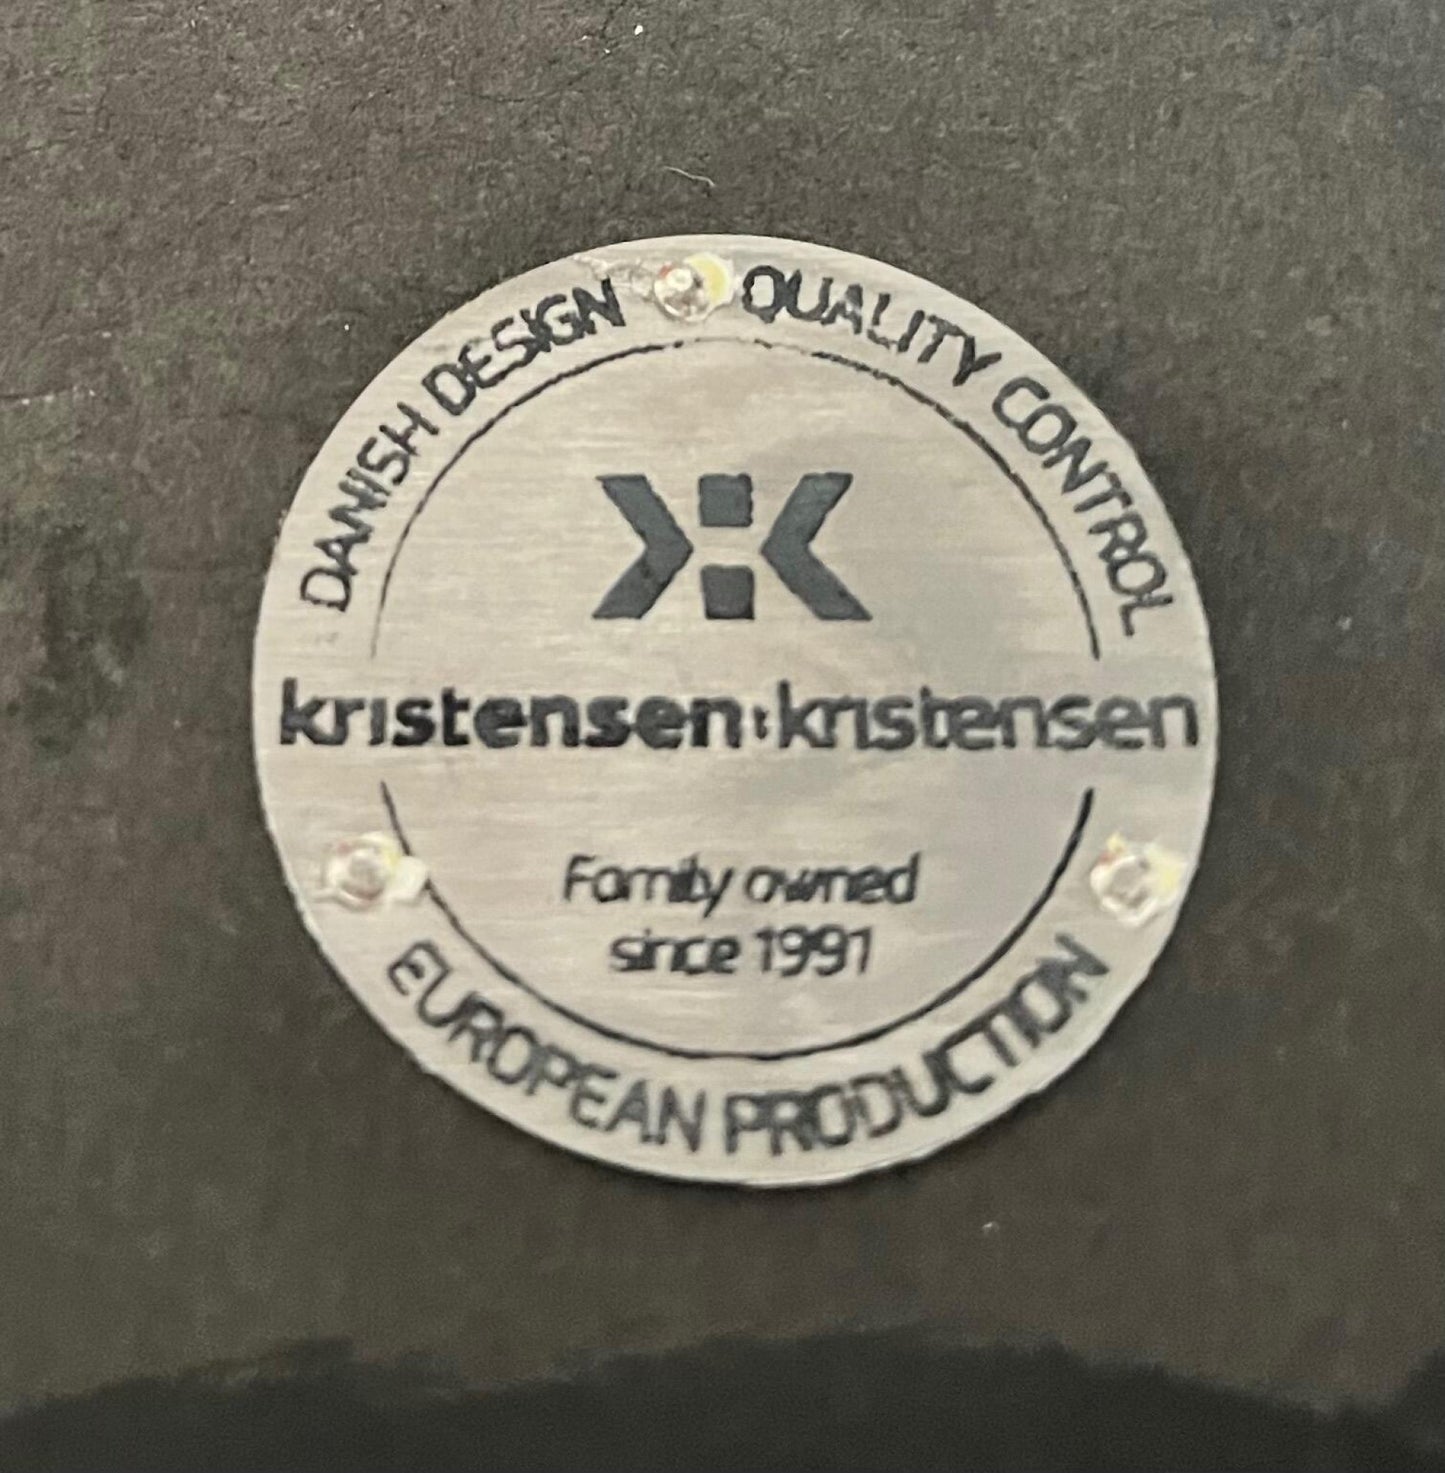 DANISH DESIGN
QUALITY CONTROL
kristensen:kristensen
Family owned
since 1991
EUROPEAN PRODUCTION